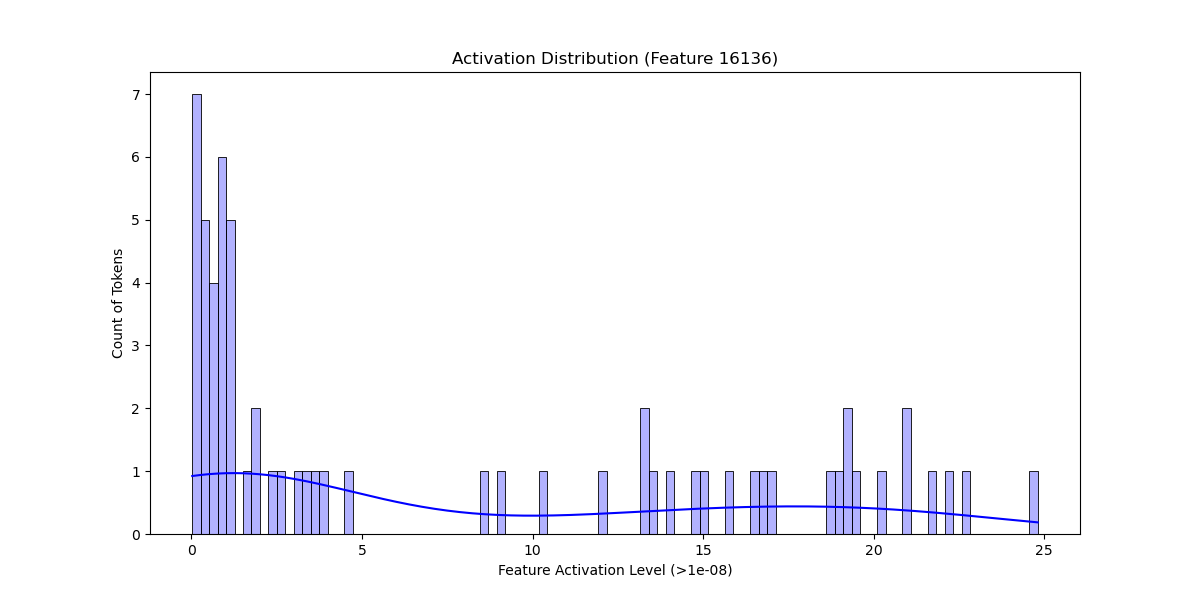 Activation Distribution (Feature 16136)
Count of Tokens
7
6
5
4
3
2
1
0
0 5 10 15 20 25
Feature Activation Level (>1e-08)